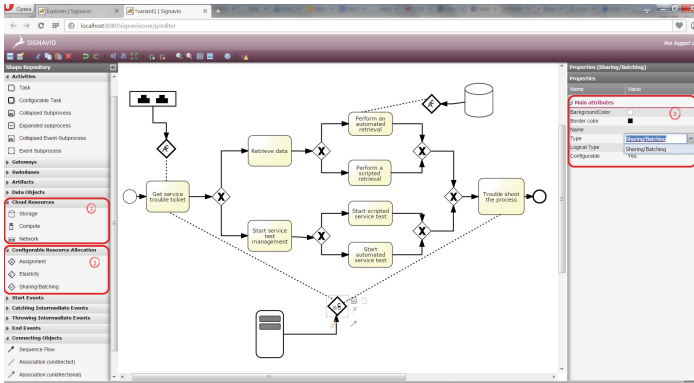 Opera
Explorer | Signavio
*variant1 | Signavio
localhost:8080/signaviocore/p/editor
SIGNAVIO
Not logged
Shape Repository
Activities
Task
Configurable Task
Collapsed Subprocess
Expanded subprocess
Collapsed Event-Subprocess
Event Subprocess
Gateways
Swimlanes
Artifacts
Data Objects
Cloud Resources
1
Storage
Compute
Network
Configurable Resource Allocation
Assignment
2
Elasticity
Sharing/Batching
Start Events
Catching Intermediate Events
Throwing Intermediate Events
End Events
Connecting Objects
Sequence Flow
Association (undirected)
Association (unidirectional)
Get service
trouble ticket
Retrieve data
Start service
test
management
Perform an
automated
retrieval
Perform a
scripted
retrieval
Start scripted
service test
Start
automated
service test
Trouble shoot
the process
Properties (Sharing/Batching)
Properties
Name
Value
Main attributes
BackgroundColor
3
Border color
Name
Type
Sharing/Batching
Sharing/Batching
Logical Type
Configurable
Yes